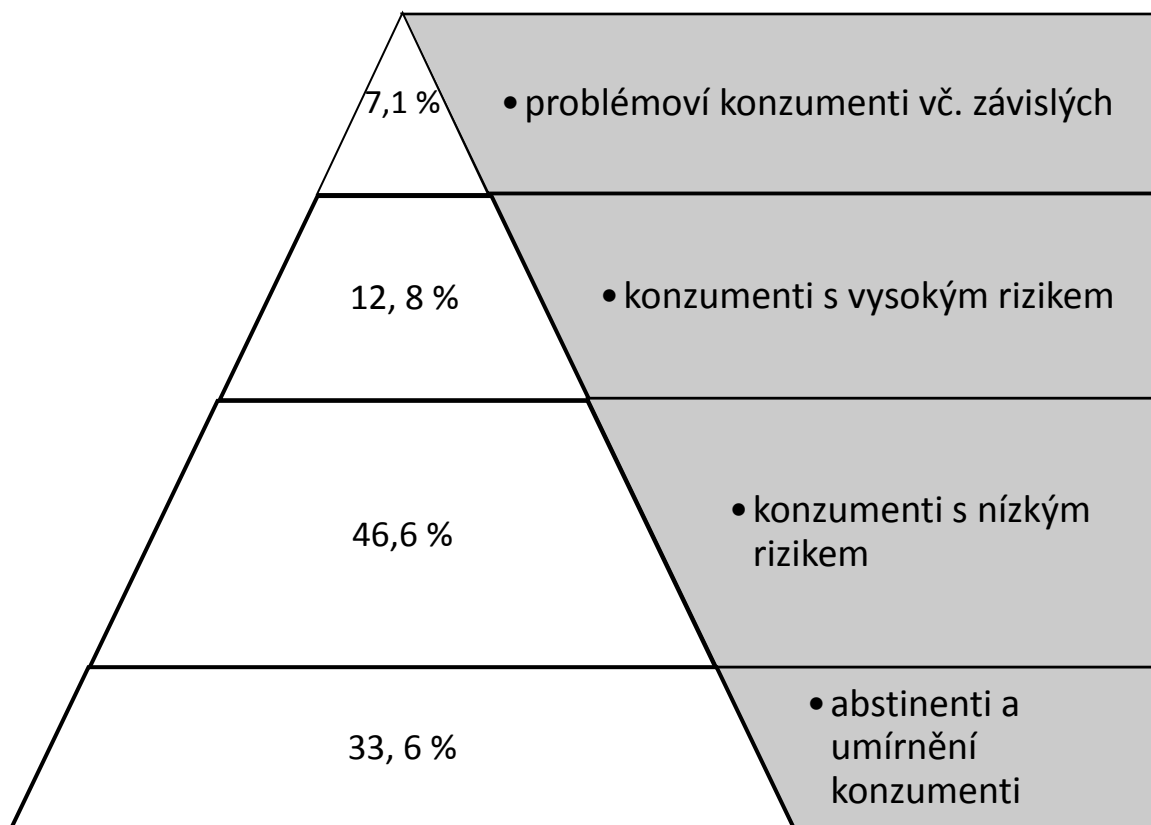 7,1 %
• problémoví konzumenti vč. závislých
12, 8 %
• konzumenti s vysokým rizikem
46,6 %
• konzumenti s nízkým
rizikem
33, 6 %
• abstinenti a
umírnění
konzumenti